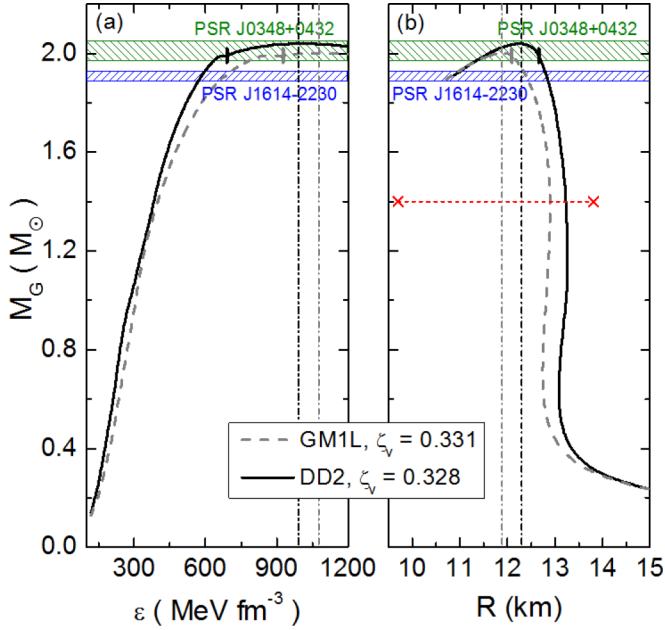 (a) PSR J0348+0432
(b) PSR J0348+0432
PSR J1614-2230
PSR J1614-2230
M_G ( M_⊙ )
2.0
1.6
1.2
0.8
0.4
0.0
GM1L, ζ_v = 0.331
DD2, ζ_v = 0.328
300 600 900 1200
10 11 12 13 14 15
ε ( MeV fm⁻³ )
R (km)